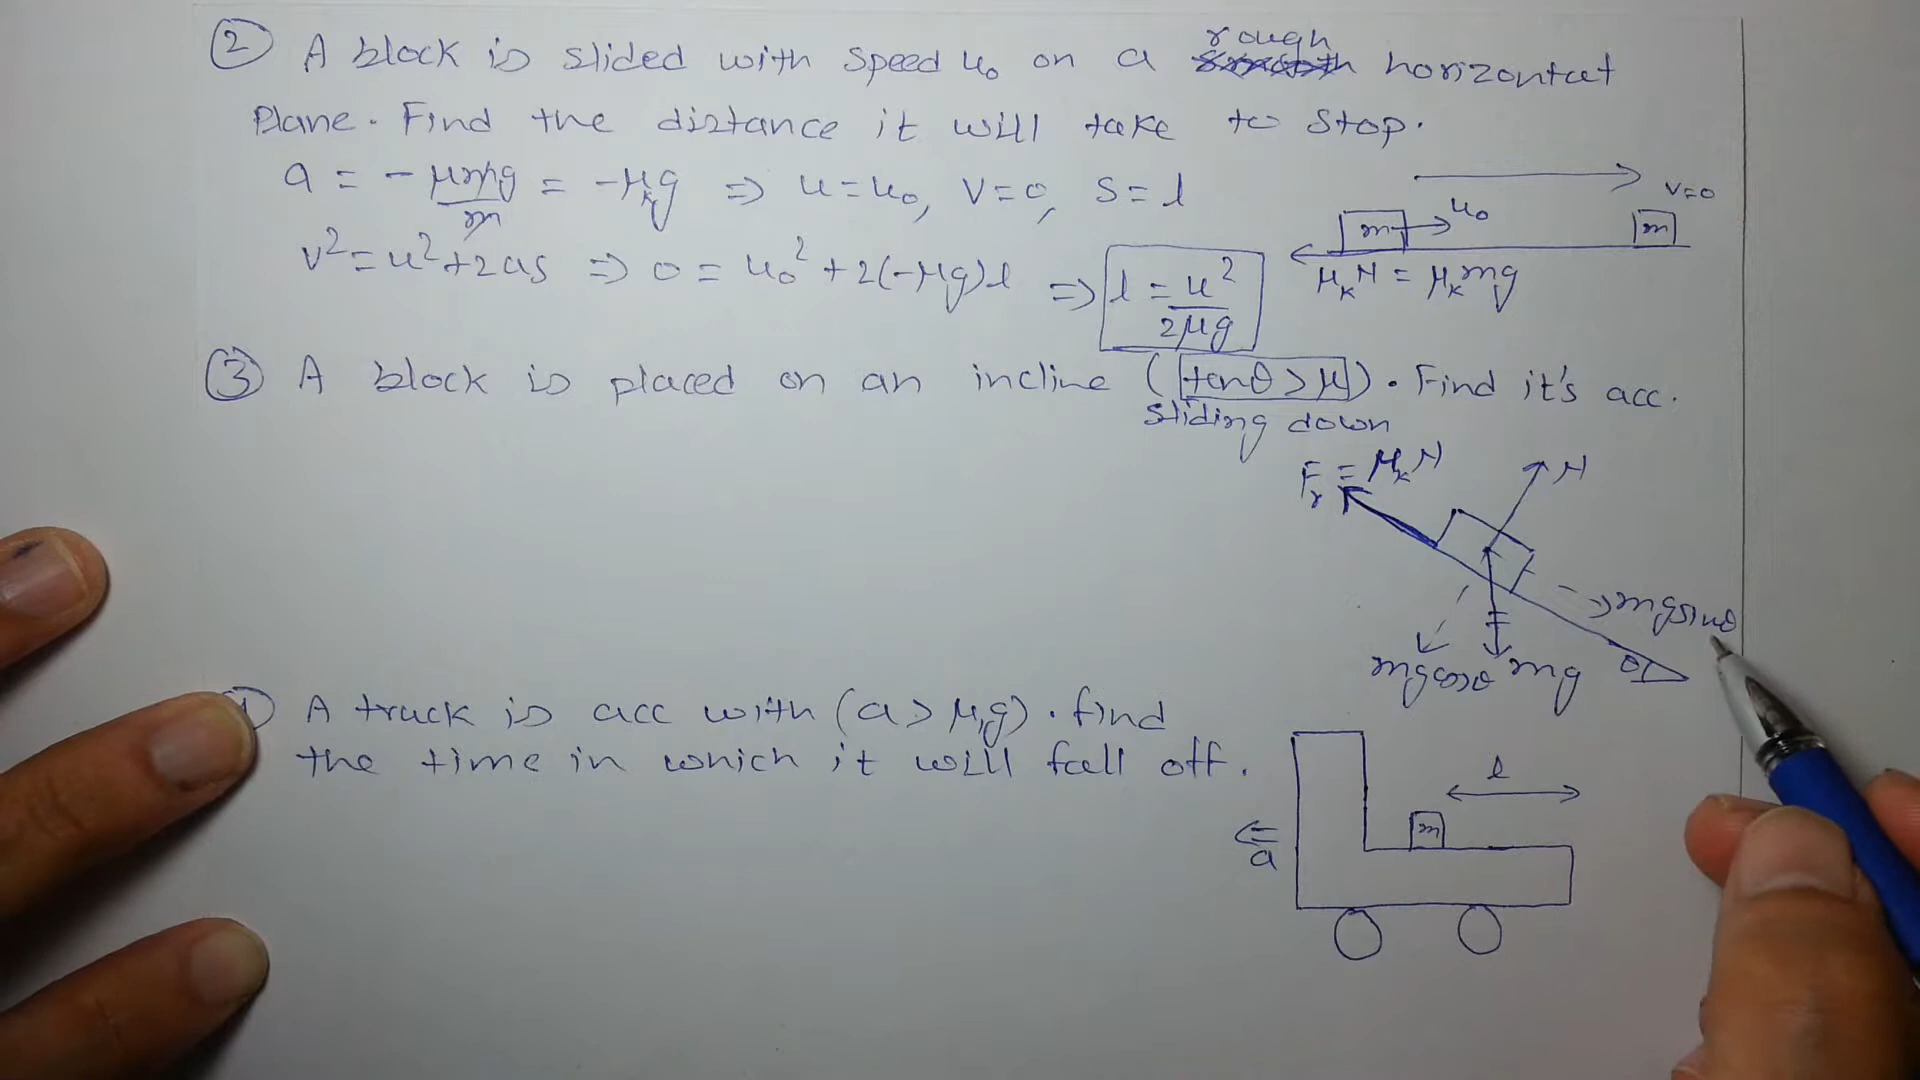 ② A block is slided with speed u₀ on a rough horizontal
Plane. Find the distance it will take to stop.
a = - μmg/m = -μₖg ⇒ u=u₀, v=0, s=l
v²=u²+2as ⇒ 0 = u₀²+2(-μg)l ⇒ l = u²/2μg
u₀
v=0
m
m
μₖN = μₖmg
③ A block is placed on an incline (tanθ>μ). Find it's acc.
sliding down
Fr = μₖN
N
mgsinθ
mgcosθ
mg
θ
A truck is acc with (a > μg). find
the time in which it will fall off.
l
m
a